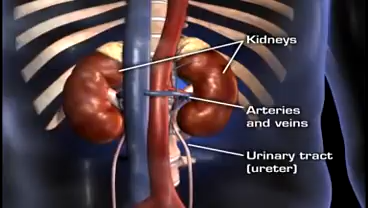 Kidneys
Arteries
and veins
Urinary tract
(ureter)